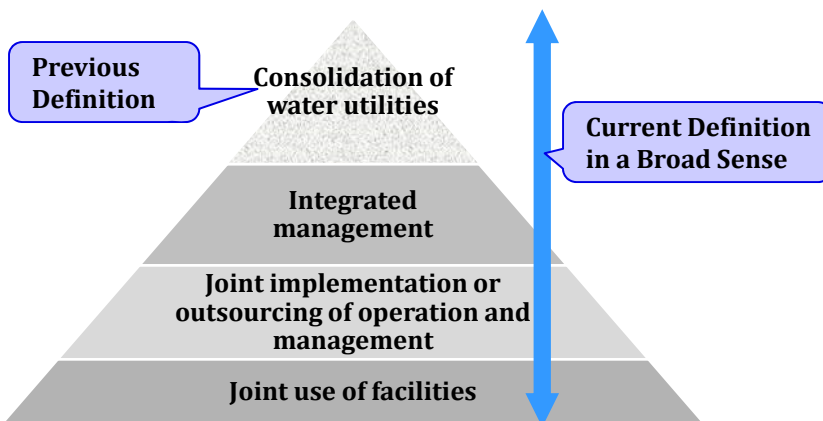 Previous
Definition
Consolidation of
water utilities
Current Definition
in a Broad Sense
Integrated
management
Joint implementation or
outsourcing of operation and
management
Joint use of facilities